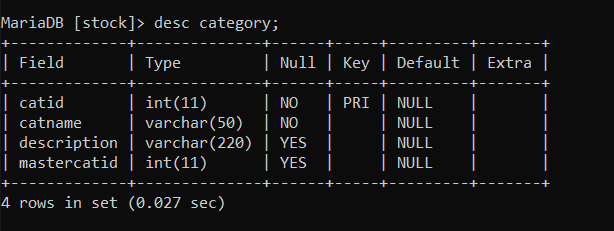 MariaDB [stock]> desc category;
+-------------+--------------+------+-----+---------+-------+
| Field       | Type         | Null | Key | Default | Extra |
+-------------+--------------+------+-----+---------+-------+
| catid       | int(11)      | NO   | PRI | NULL    |       |
| catname     | varchar(50)  | NO   |     | NULL    |       |
| description | varchar(220) | YES  |     | NULL    |       |
| mastercatid | int(11)      | YES  |     | NULL    |       |
+-------------+--------------+------+-----+---------+-------+
4 rows in set (0.027 sec)